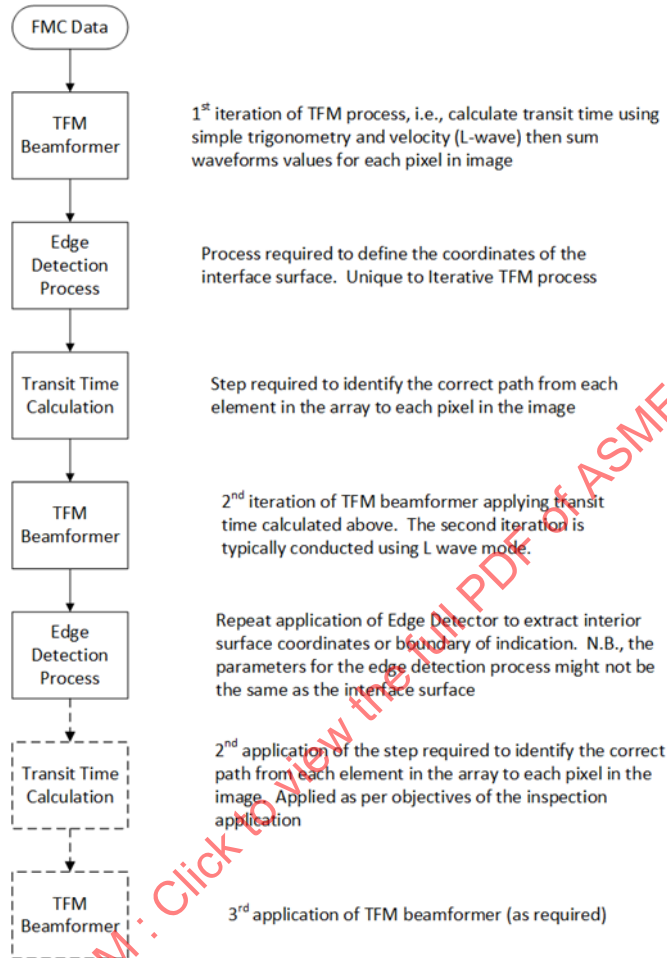 FMC Data
TFM
Beamformer
1st iteration of TFM process, i.e., calculate transit time using
simple trigonometry and velocity (L-wave) then sum
waveforms values for each pixel in image
Edge
Detection
Process
Process required to define the coordinates of the
interface surface. Unique to Iterative TFM process
Transit Time
Calculation
Step required to identify the correct path from each
element in the array to each pixel in the image
TFM
Beamformer
2nd iteration of TFM beamformer applying transit
time calculated above. The second iteration is
typically conducted using L wave mode.
Edge
Detection
Process
Repeat application of Edge Detector to extract interior
surface coordinates or boundary of indication. N.B., the
parameters for the edge detection process might not be
the same as the interface surface
Transit Time
Calculation
2nd application of the step required to identify the correct
path from each element in the array to each pixel in the
image. Applied as per objectives of the inspection
application
TFM
Beamformer
3rd application of TFM beamformer (as required)
M : Click to view the full PDF of ASME